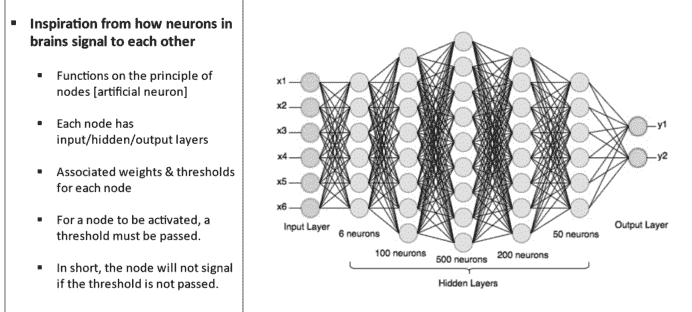 Inspiration from how neurons in
brains signal to each other
Functions on the principle of
nodes [artificial neuron]
Each node has
input/hidden/output layers
Associated weights & thresholds
for each node
For a node to be activated, a
threshold must be passed.
In short, the node will not signal
if the threshold is not passed.
x1
x2
x3
x4
x5
x6
y1
y2
Input Layer
6 neurons
100 neurons
500 neurons
200 neurons
50 neurons
Output Layer
Hidden Layers